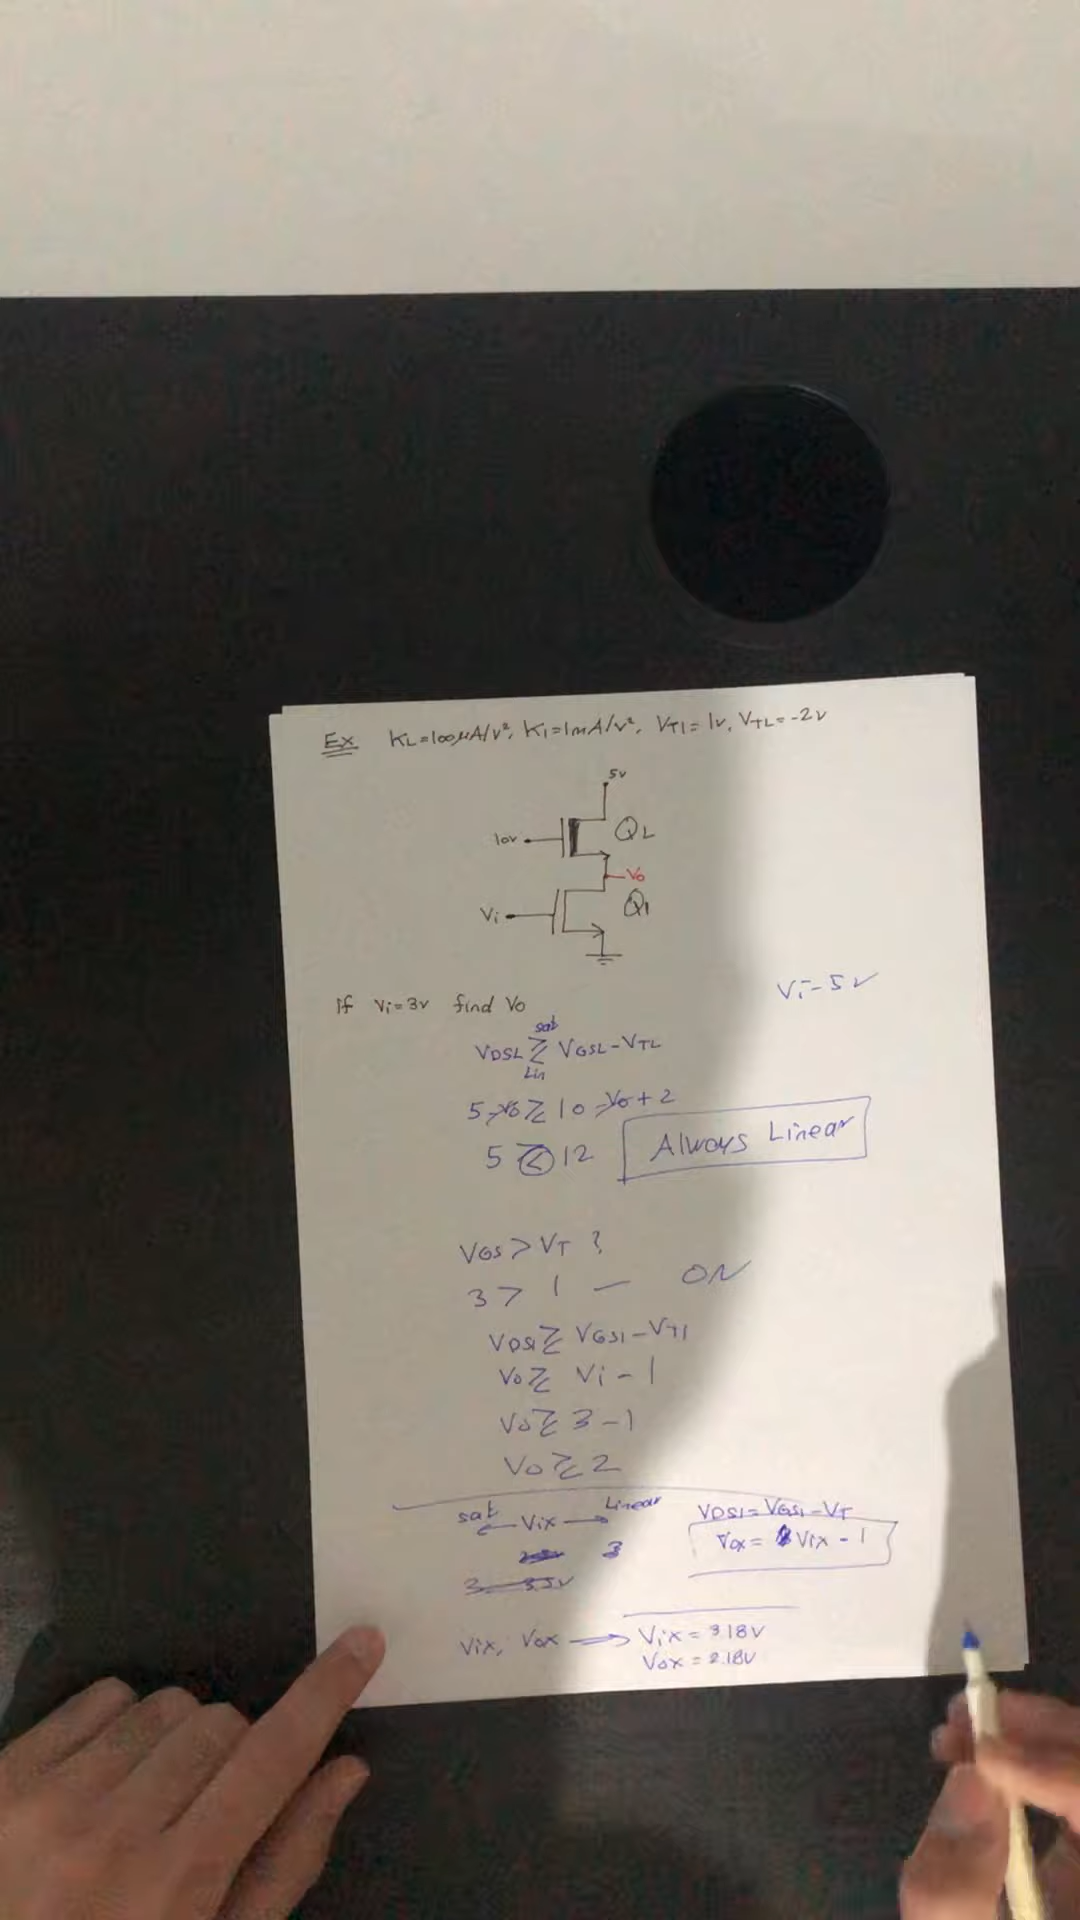 Ex KL=100μA/V², K1=1mA/V², VT1=1V, VTL=-2V
5V
10V
QL
Vo
Vi
Q1
Vi=5V
If Vi=3V find Vo
sat
VDSL ≷ VGSL-VTL
Lin
5-Vo ≷ 10-Vo+2
5 < 12 Always Linear
VGS > VT ?
3 > 1 — ON
VDS1 ≷ VGS1-VT1
Vo ≷ Vi-1
Vo ≷ 3-1
Vo ≷ 2
sat ← Vix → Linear
3
VDS1=VGS1-VT
Vox = Vix-1
Vix, Vox → Vix=3.18V
Vox=2.18V